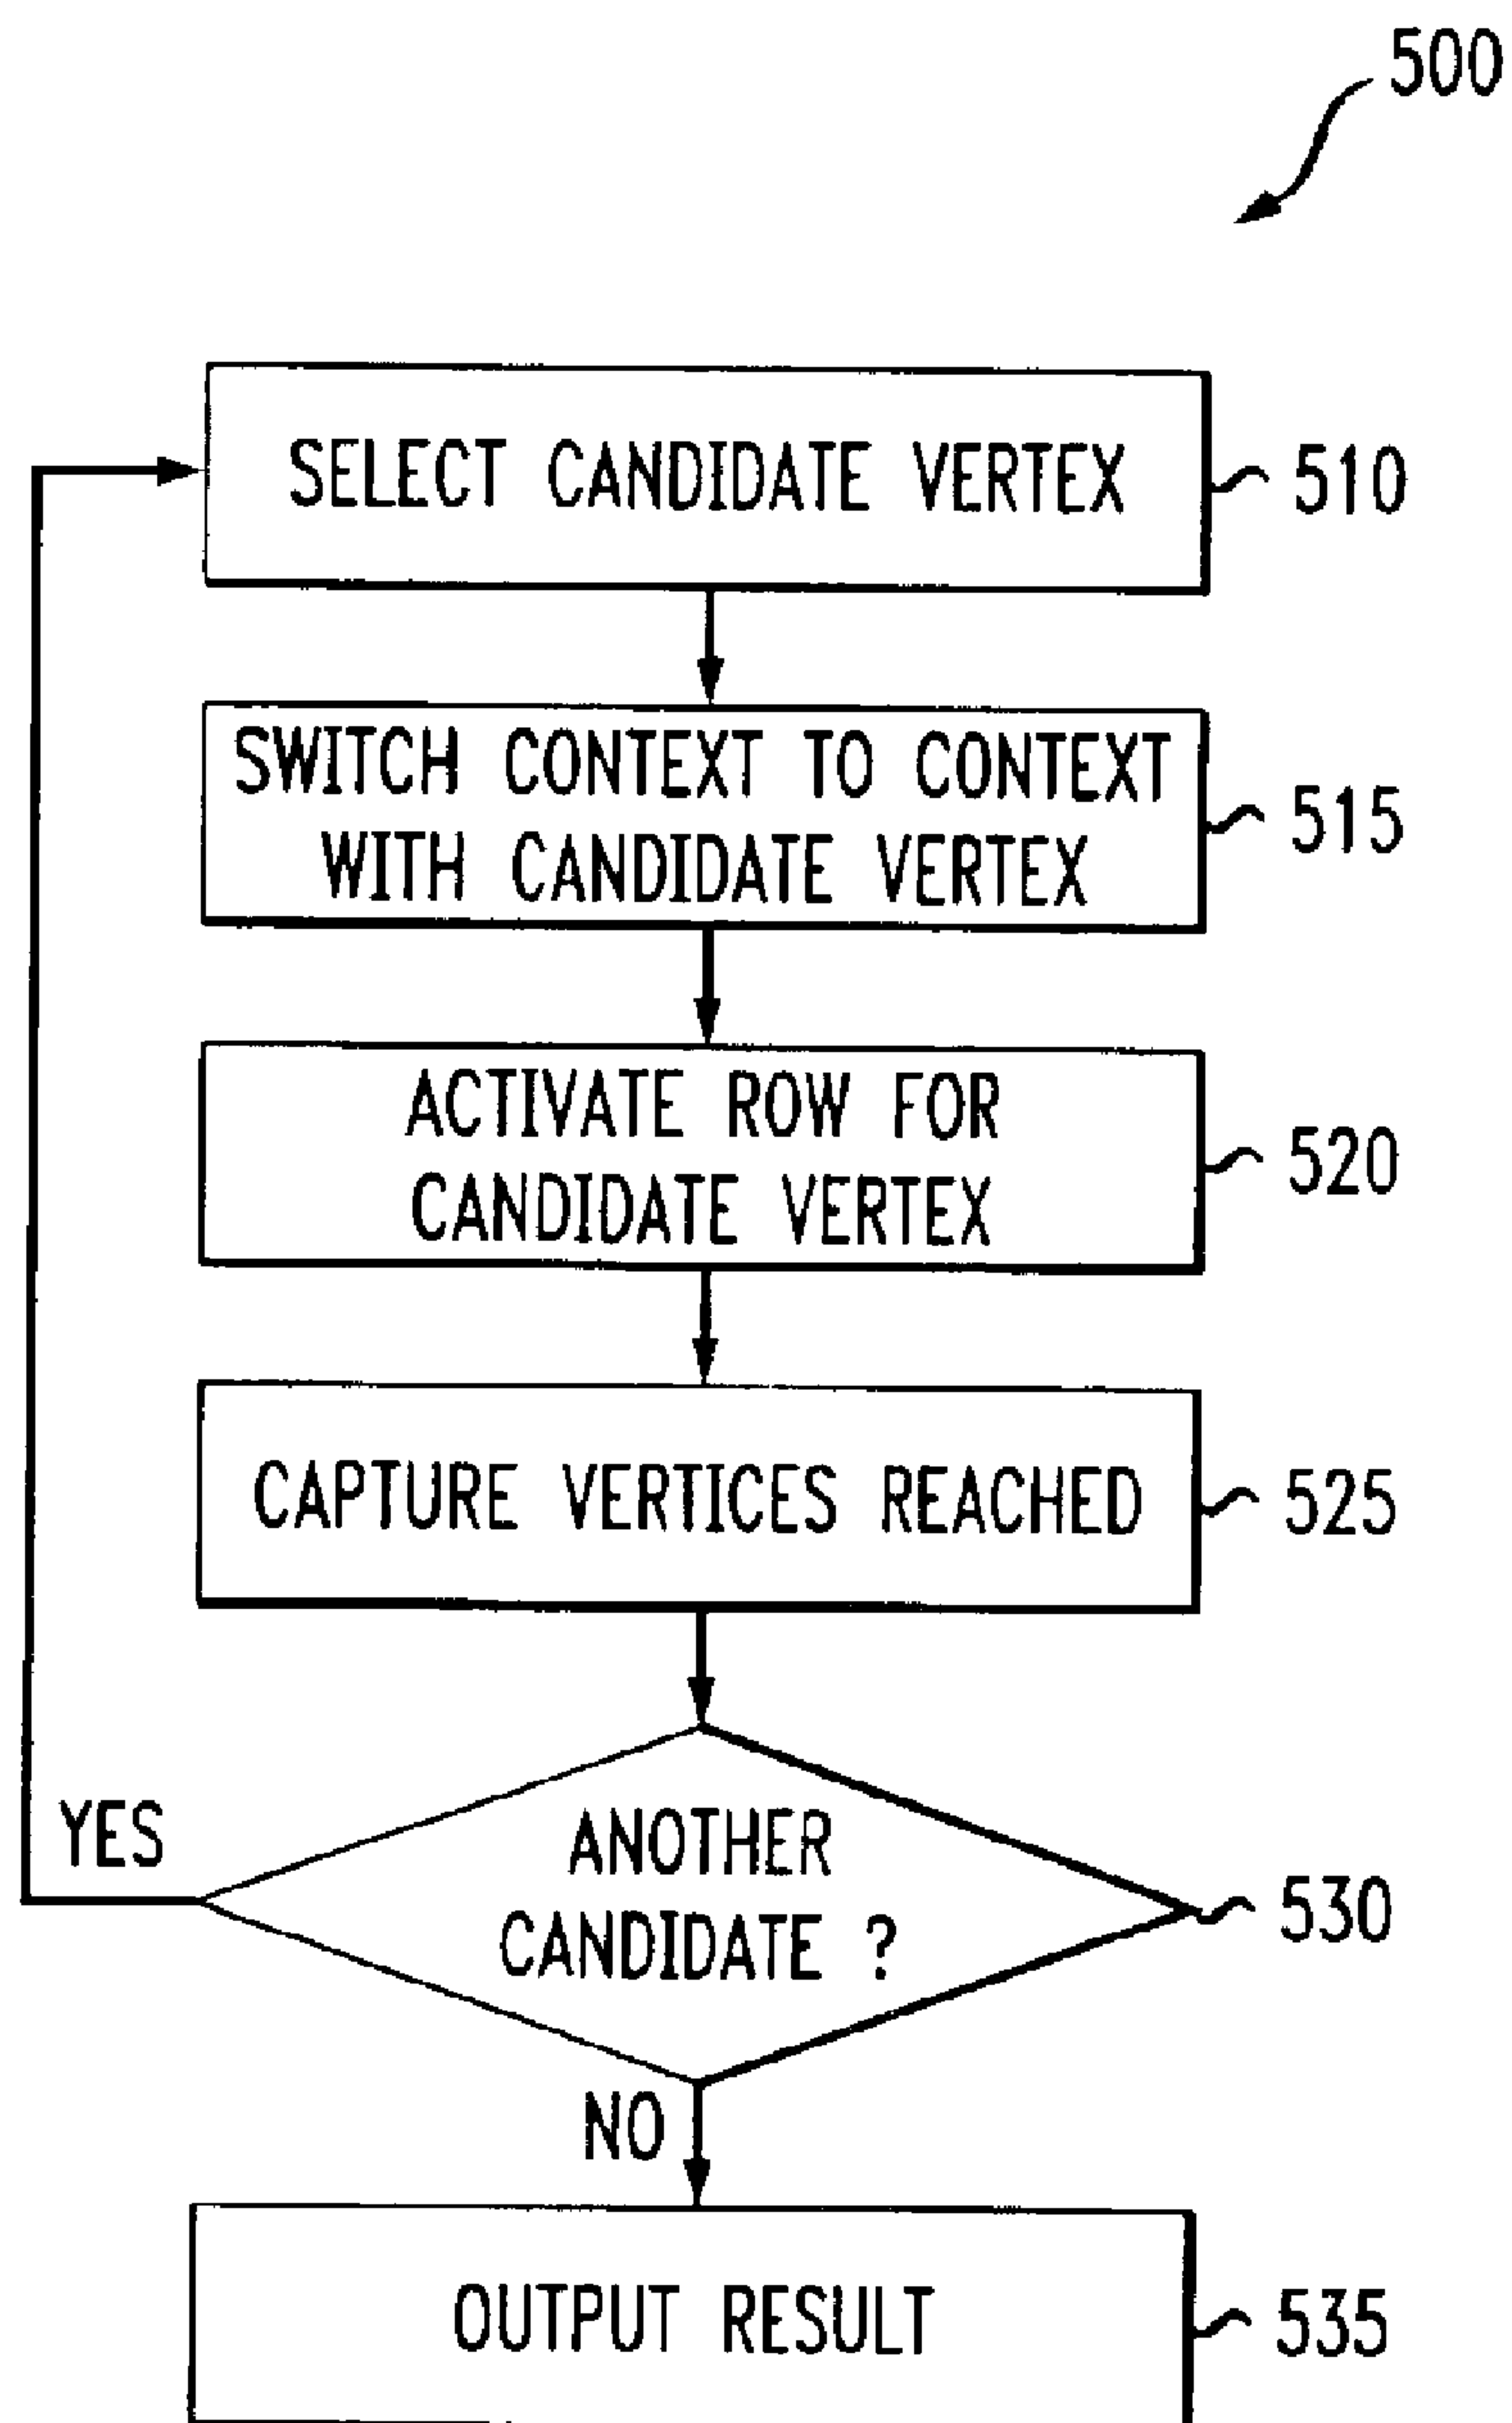 500
SELECT CANDIDATE VERTEX
510
SWITCH CONTEXT TO CONTEXT
WITH CANDIDATE VERTEX
515
ACTIVATE ROW FOR
CANDIDATE VERTEX
520
CAPTURE VERTICES REACHED
525
YES
ANOTHER
CANDIDATE ?
530
NO
OUTPUT RESULT
535